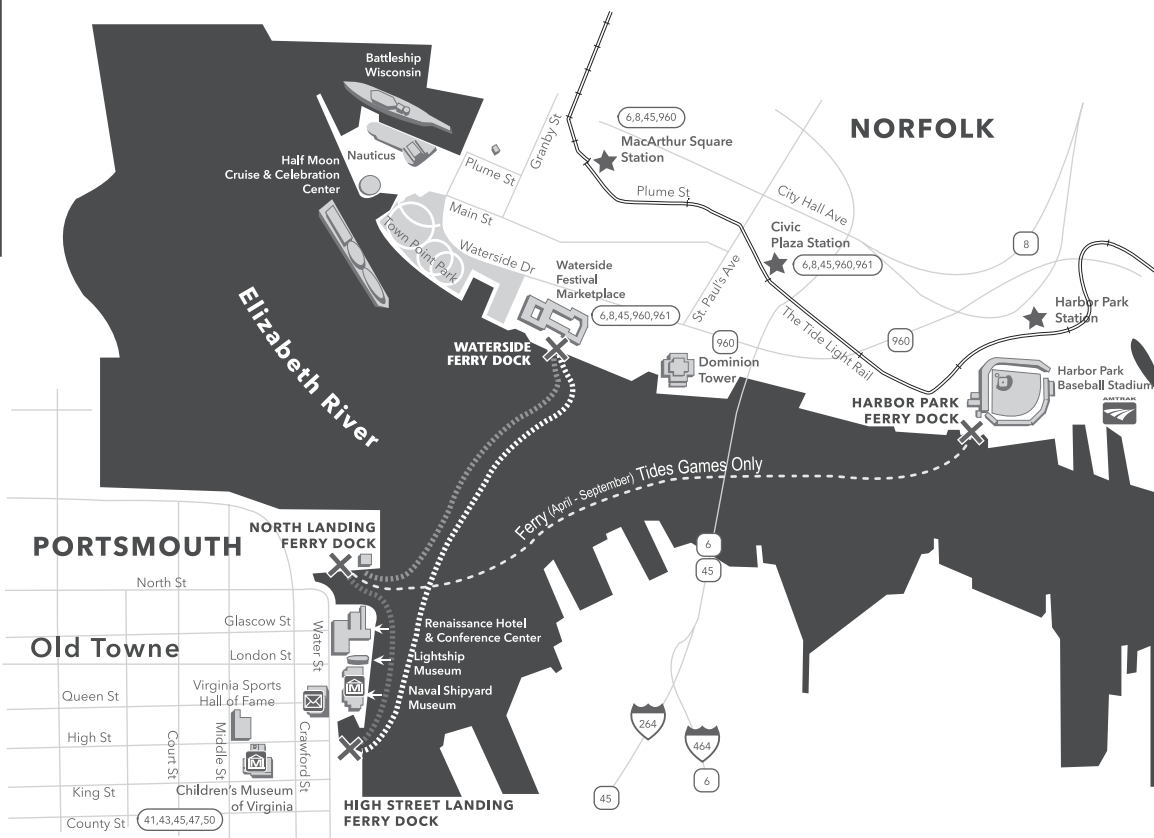 Battleship
Wisconsin
Nauticus
Half Moon
Cruise & Celebration
Center
Plume St
Granby St
6,8,45,960
MacArthur Square
Station
NORFOLK
Plume St
City Hall Ave
Main St
Town Point Park
Waterside Dr
Civic
Plaza Station
6,8,45,960,961
8
Waterside
Festival
Marketplace
6,8,45,960,961
St. Paul's Ave
Harbor Park
Station
The Tide Light Rail
960
960
WATERSIDE
FERRY DOCK
Dominion
Tower
Harbor Park
Baseball Stadium
AMTRAK
HARBOR PARK
FERRY DOCK
Elizabeth River
Ferry (April - September) Tides Games Only
NORTH LANDING
FERRY DOCK
PORTSMOUTH
6
45
North St
Glascow St
Water St
Renaissance Hotel
& Conference Center
Old Towne
London St
Lightship
Museum
Queen St
Virginia Sports
Hall of Fame
M
Naval Shipyard
Museum
264
464
6
45
High St
Court St
Middle St
Crawford St
M
King St
Children's Museum
of Virginia
County St
41,43,45,47,50
HIGH STREET LANDING
FERRY DOCK